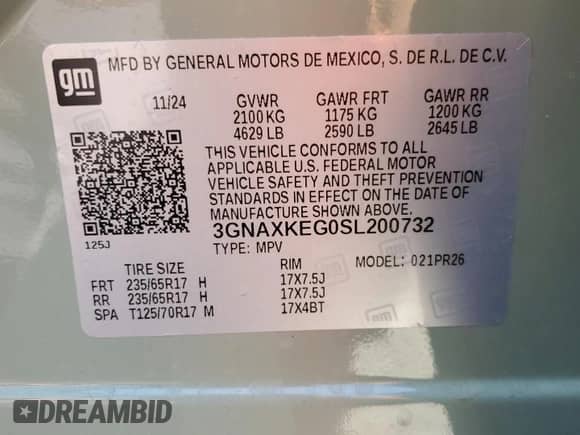 gm
MFD BY GENERAL MOTORS DE MEXICO, S. DE R.L. DE C.V.
11/24 GVWR GAWR FRT GAWR RR
2100 KG 1175 KG 1200 KG
4629 LB 2590 LB 2645 LB
THIS VEHICLE CONFORMS TO ALL
APPLICABLE U.S. FEDERAL MOTOR
VEHICLE SAFETY AND THEFT PREVENTION
STANDARDS IN EFFECT ON THE DATE OF
MANUFACTURE SHOWN ABOVE.
3GNAXKEG0SL200732
125J
TYPE: MPV MODEL: 021PR26
TIRE SIZE RIM
FRT 235/65R17 H 17X7.5J
RR 235/65R17 H 17X7.5J
SPA T125/70R17 M 17X4BT
DREAMBID